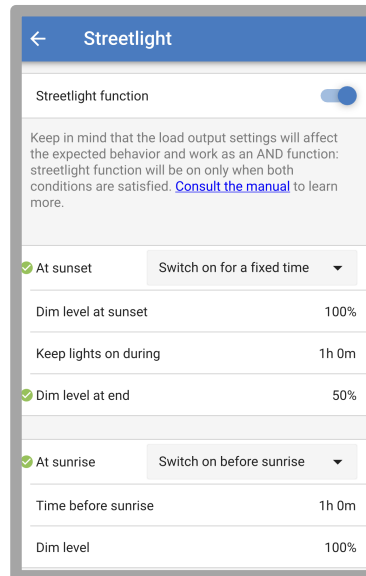 Streetlight
Streetlight function
Keep in mind that the load output settings will affect
the expected behavior and work as an AND function:
streetlight function will be on only when both
conditions are satisfied. Consult the manual to learn
more.
At sunset Switch on for a fixed time
Dim level at sunset 100%
Keep lights on during 1h 0m
Dim level at end 50%
At sunrise Switch on before sunrise
Time before sunrise 1h 0m
Dim level 100%